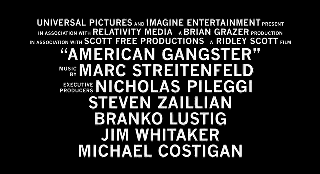 UNIVERSAL PICTURES AND IMAGINE ENTERTAINMENT PRESENT
IN ASSOCIATION WITH RELATIVITY MEDIA A BRIAN GRAZER PRODUCTION
IN ASSOCIATION WITH SCOTT FREE PRODUCTIONS A RIDLEY SCOTT FILM
“AMERICAN GANGSTER”
MUSIC BY MARC STREITENFELD
EXECUTIVE PRODUCERS NICHOLAS PILEGGI
STEVEN ZAILLIAN
BRANKO LUSTIG
JIM WHITAKER
MICHAEL COSTIGAN